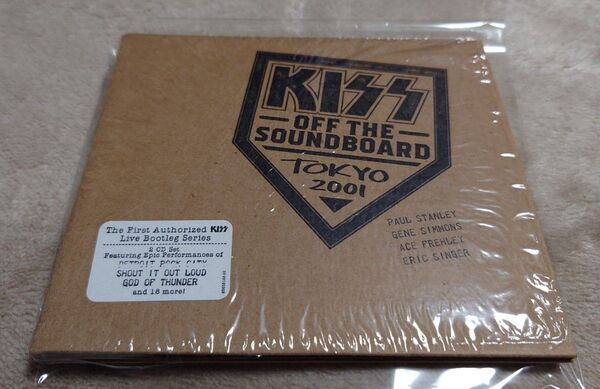 KISS
OFF THE
SOUNDBOARD
TOKYO
2001
PAUL STANLEY
GENE SIMMONS
ACE FREHLEY
ERIC SINGER
The First Authorized KISS
Live Bootleg Series
2 CD Set
Featuring Epic Performances of
DETROIT ROCK CITY
SHOUT IT OUT LOUD
GOD OF THUNDER
and 18 more!